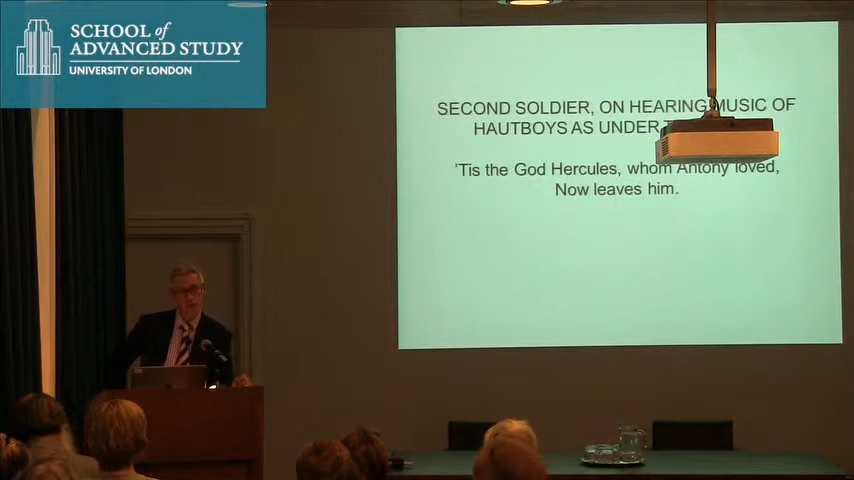 SCHOOL of
ADVANCED STUDY
UNIVERSITY OF LONDON
SECOND SOLDIER, ON HEARING MUSIC OF
HAUTBOYS AS UNDER
'Tis the God Hercules, whom Antony loved,
Now leaves him.